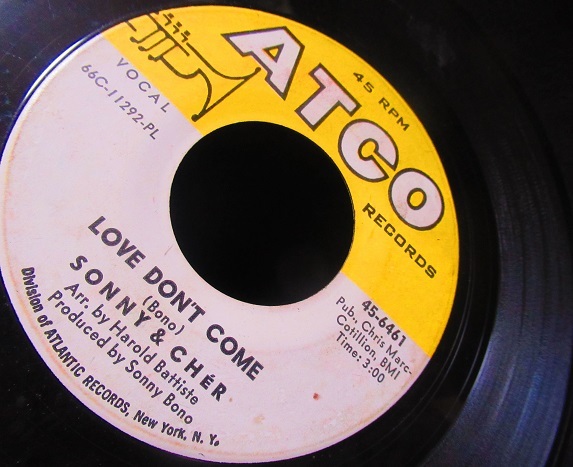 ATCO
45 RPM
RECORDS
VOCAL
66C-11292-PL
45-6461
Pub., Chris Marc-
Cotillion, BMI
Time: 3:00
LOVE DON'T COME
(Bono)
SONNY & CHÉR
Arr. by Harold Battiste
Produced by Sonny Bono
Division of ATLANTIC RECORDS, New York, N. Y.